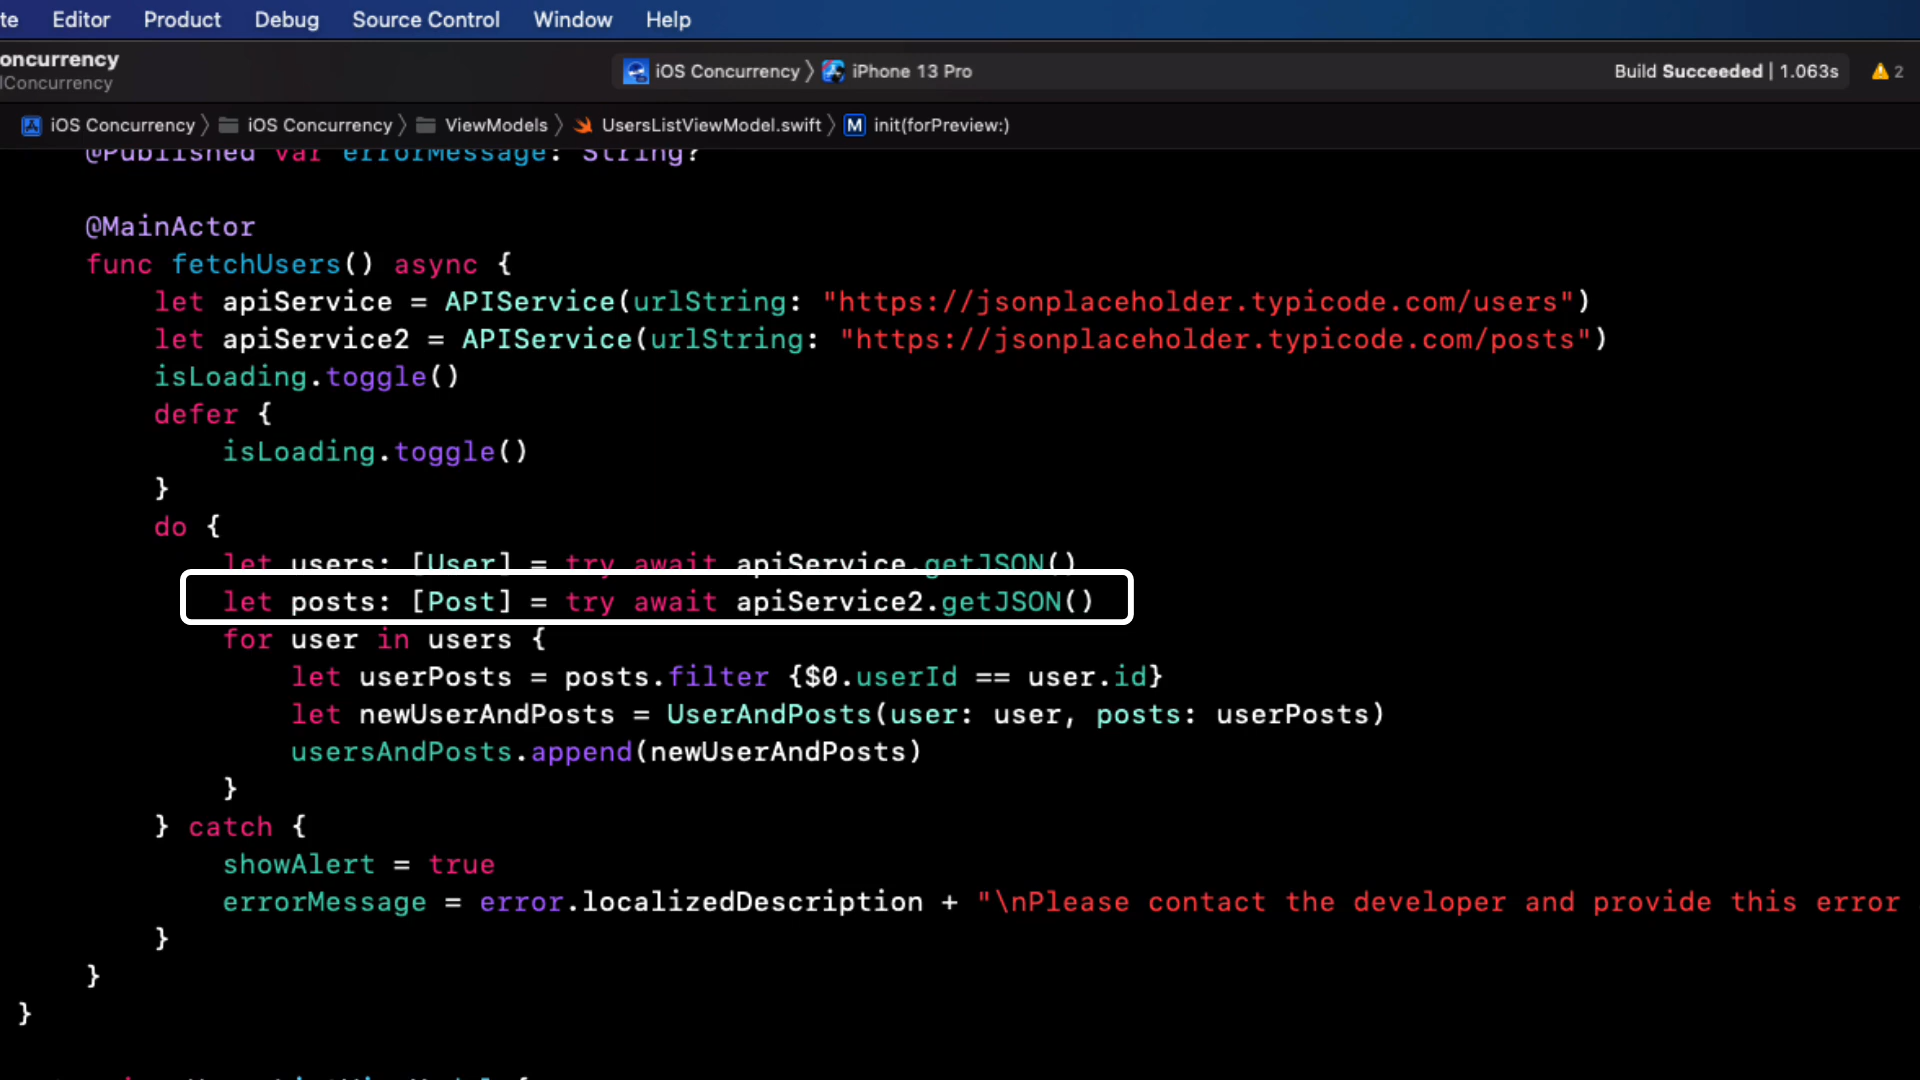 te Editor Product Debug Source Control Window Help
oncurrency
Concurrency
iOS Concurrency 〉 iPhone 13 Pro
Build Succeeded | 1.063s
2
iOS Concurrency 〉 iOS Concurrency 〉 ViewModels 〉 UsersListViewModel.swift 〉 M init(forPreview:)
@Published var errorMessage: String?
@MainActor
func fetchUsers() async {
let apiService = APIService(urlString: "https://jsonplaceholder.typicode.com/users")
let apiService2 = APIService(urlString: "https://jsonplaceholder.typicode.com/posts")
isLoading.toggle()
defer {
isLoading.toggle()
}
do {
let users: [User] = try await apiService.getJSON()
let posts: [Post] = try await apiService2.getJSON()
for user in users {
let userPosts = posts.filter {$0.userId == user.id}
let newUserAndPosts = UserAndPosts(user: user, posts: userPosts)
usersAndPosts.append(newUserAndPosts)
}
} catch {
showAlert = true
errorMessage = error.localizedDescription + "\nPlease contact the developer and provide this error
}
}
}